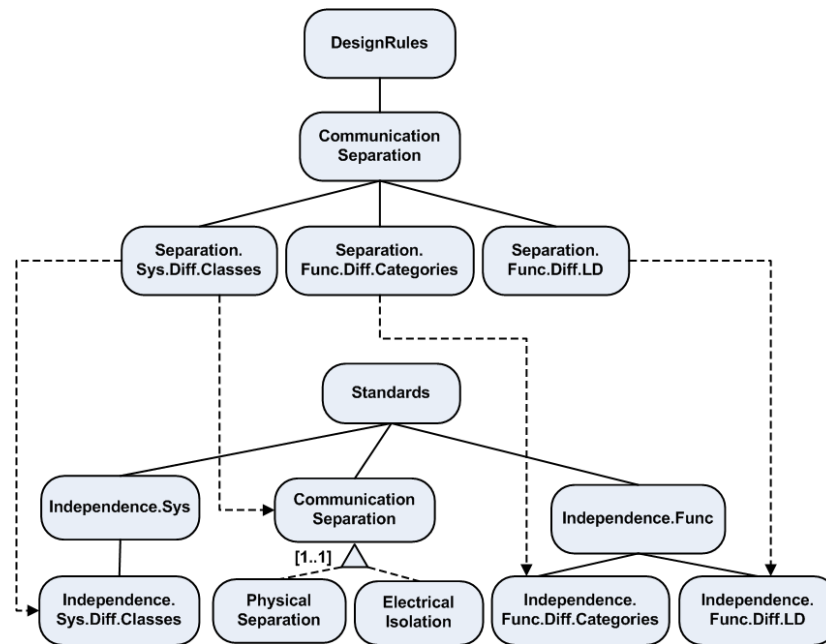 DesignRules
Communication
Separation
Separation.
Sys.Diff.Classes
Separation.
Func.Diff.Categories
Separation.
Func.Diff.LD
Standards
Independence.Sys
Communication
Separation
Independence.Func
[1..1]
Independence.
Sys.Diff.Classes
Physical
Separation
Electrical
Isolation
Independence.
Func.Diff.Categories
Independence.
Func.Diff.LD